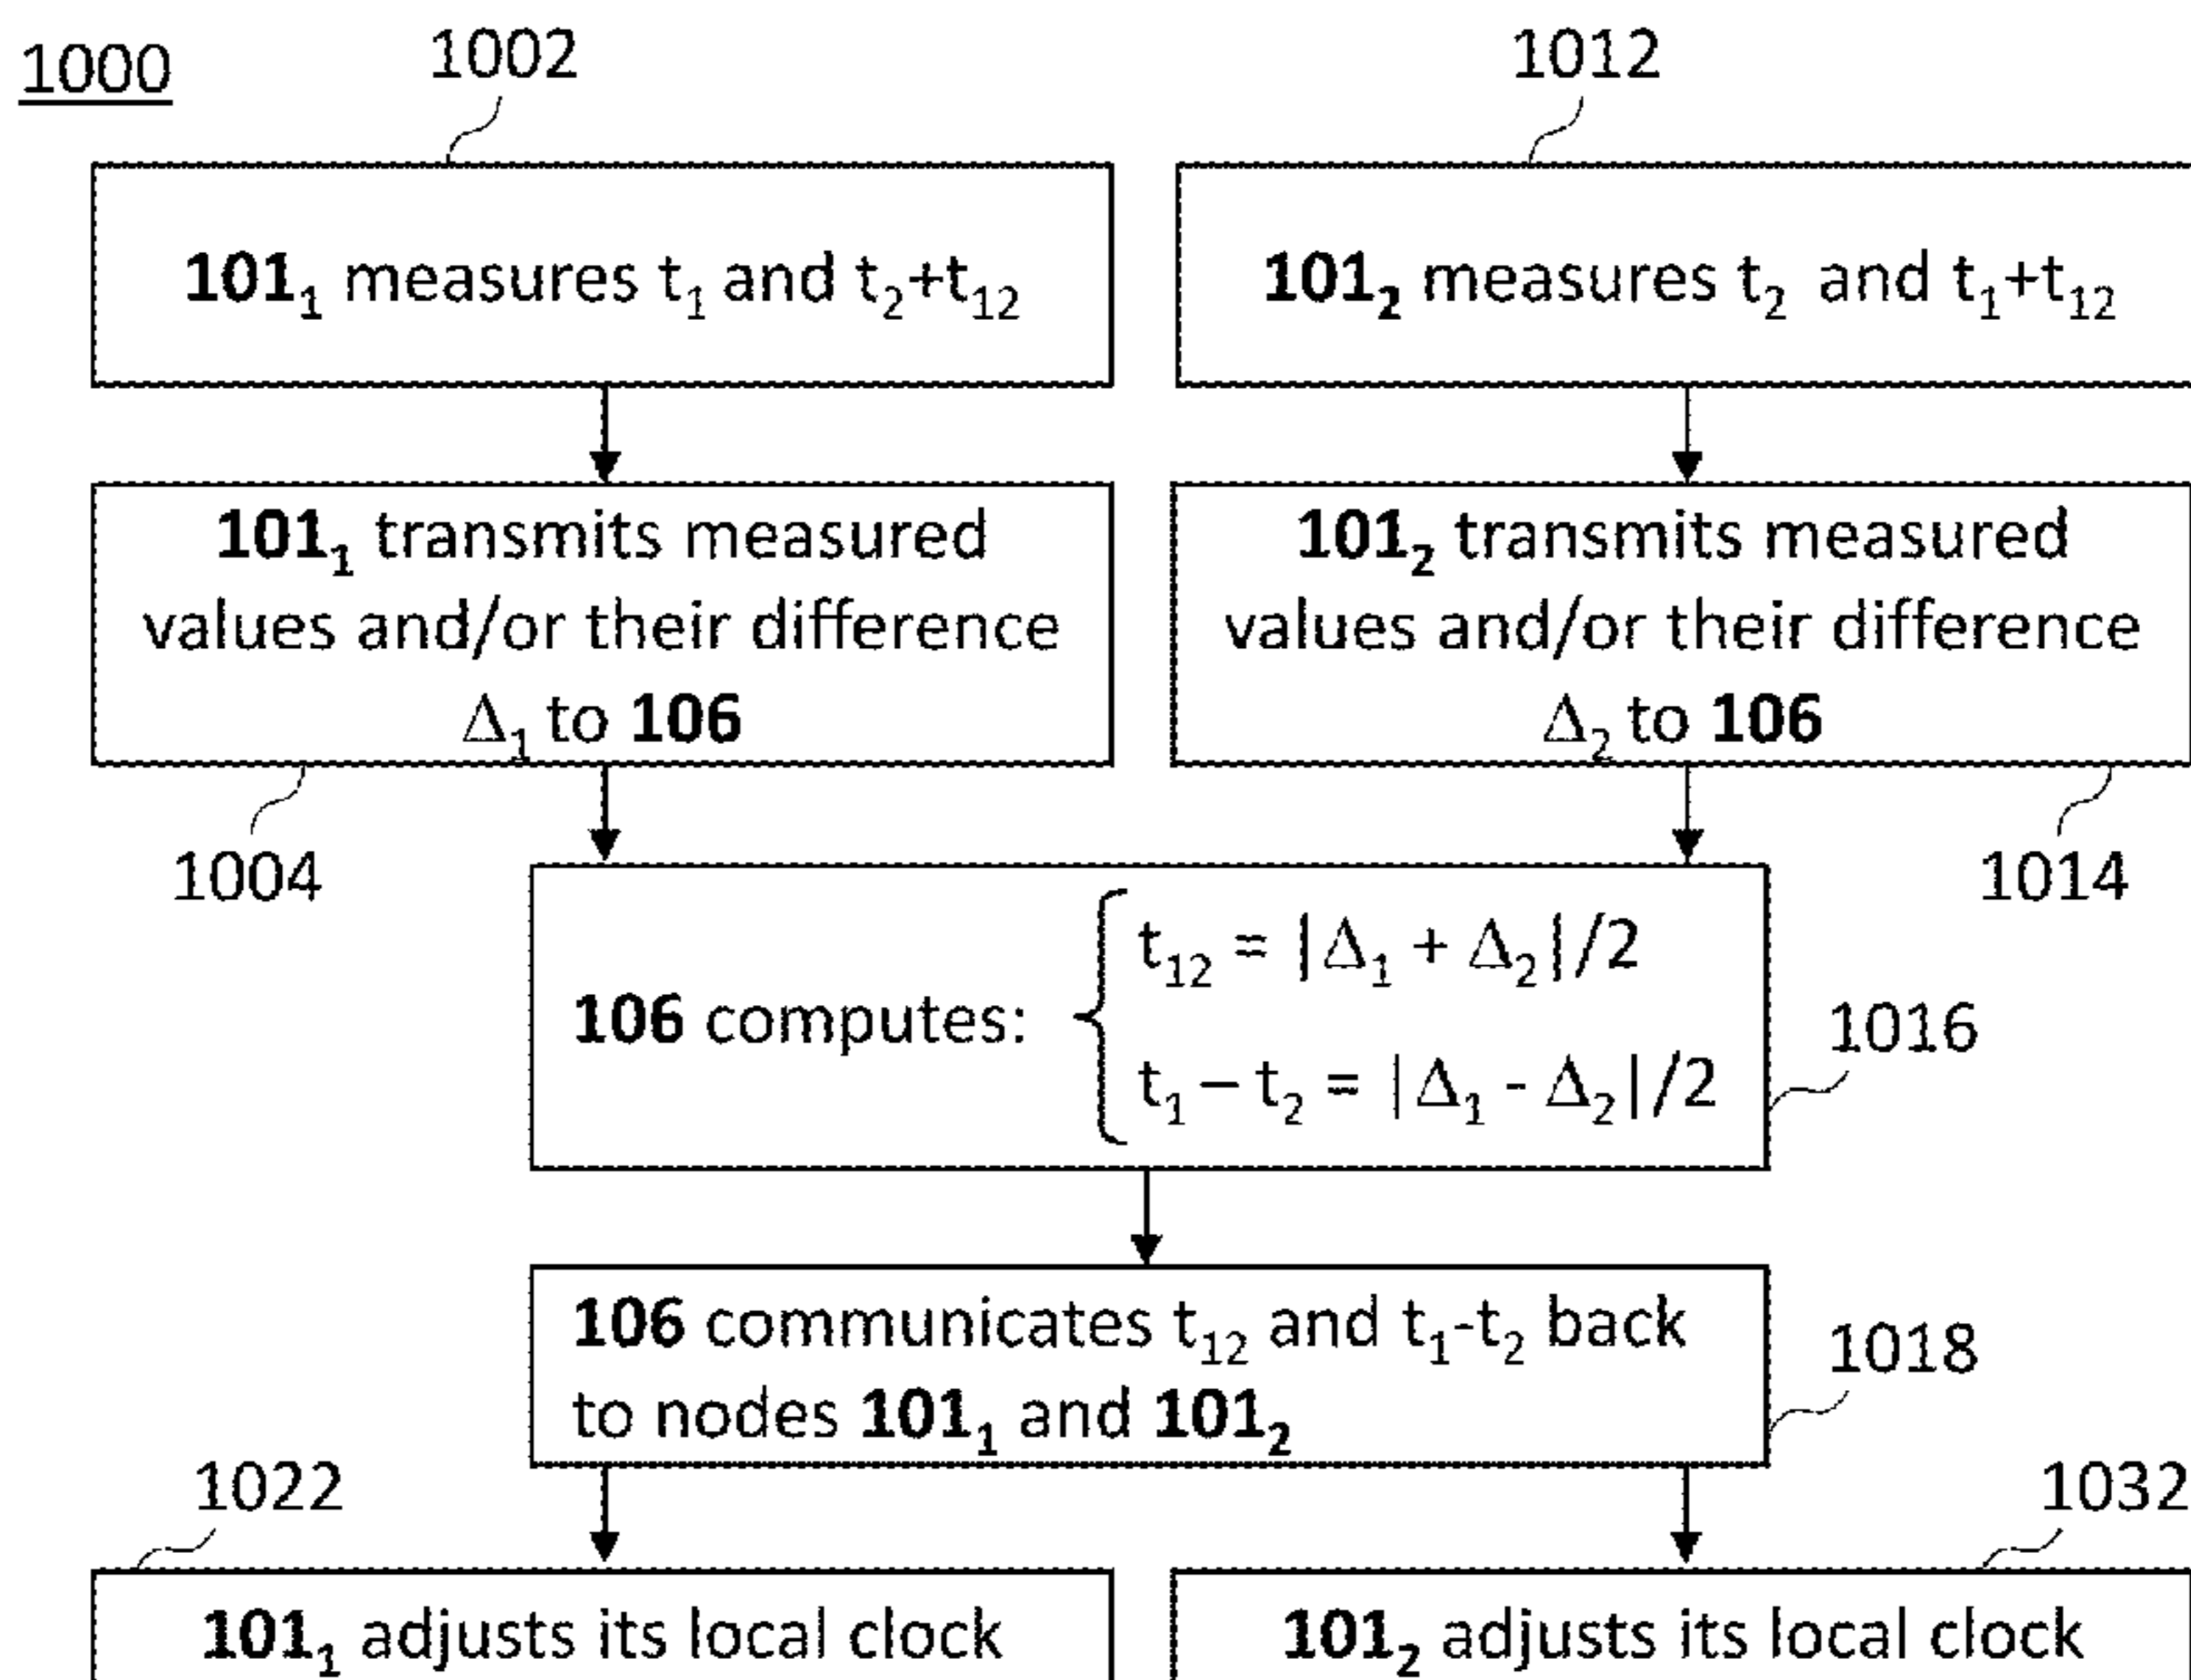 1000
1002
1012
101₁ measures t₁ and t₂+t₁₂
101₂ measures t₂ and t₁+t₁₂
101₁ transmits measured
values and/or their difference
Δ₁ to 106
101₂ transmits measured
values and/or their difference
Δ₂ to 106
1004
1014
106 computes:
t₁₂ = |Δ₁ + Δ₂|/2
t₁ – t₂ = |Δ₁ - Δ₂|/2
1016
106 communicates t₁₂ and t₁-t₂ back
to nodes 101₁ and 101₂
1018
1022
1032
101₁ adjusts its local clock
101₂ adjusts its local clock